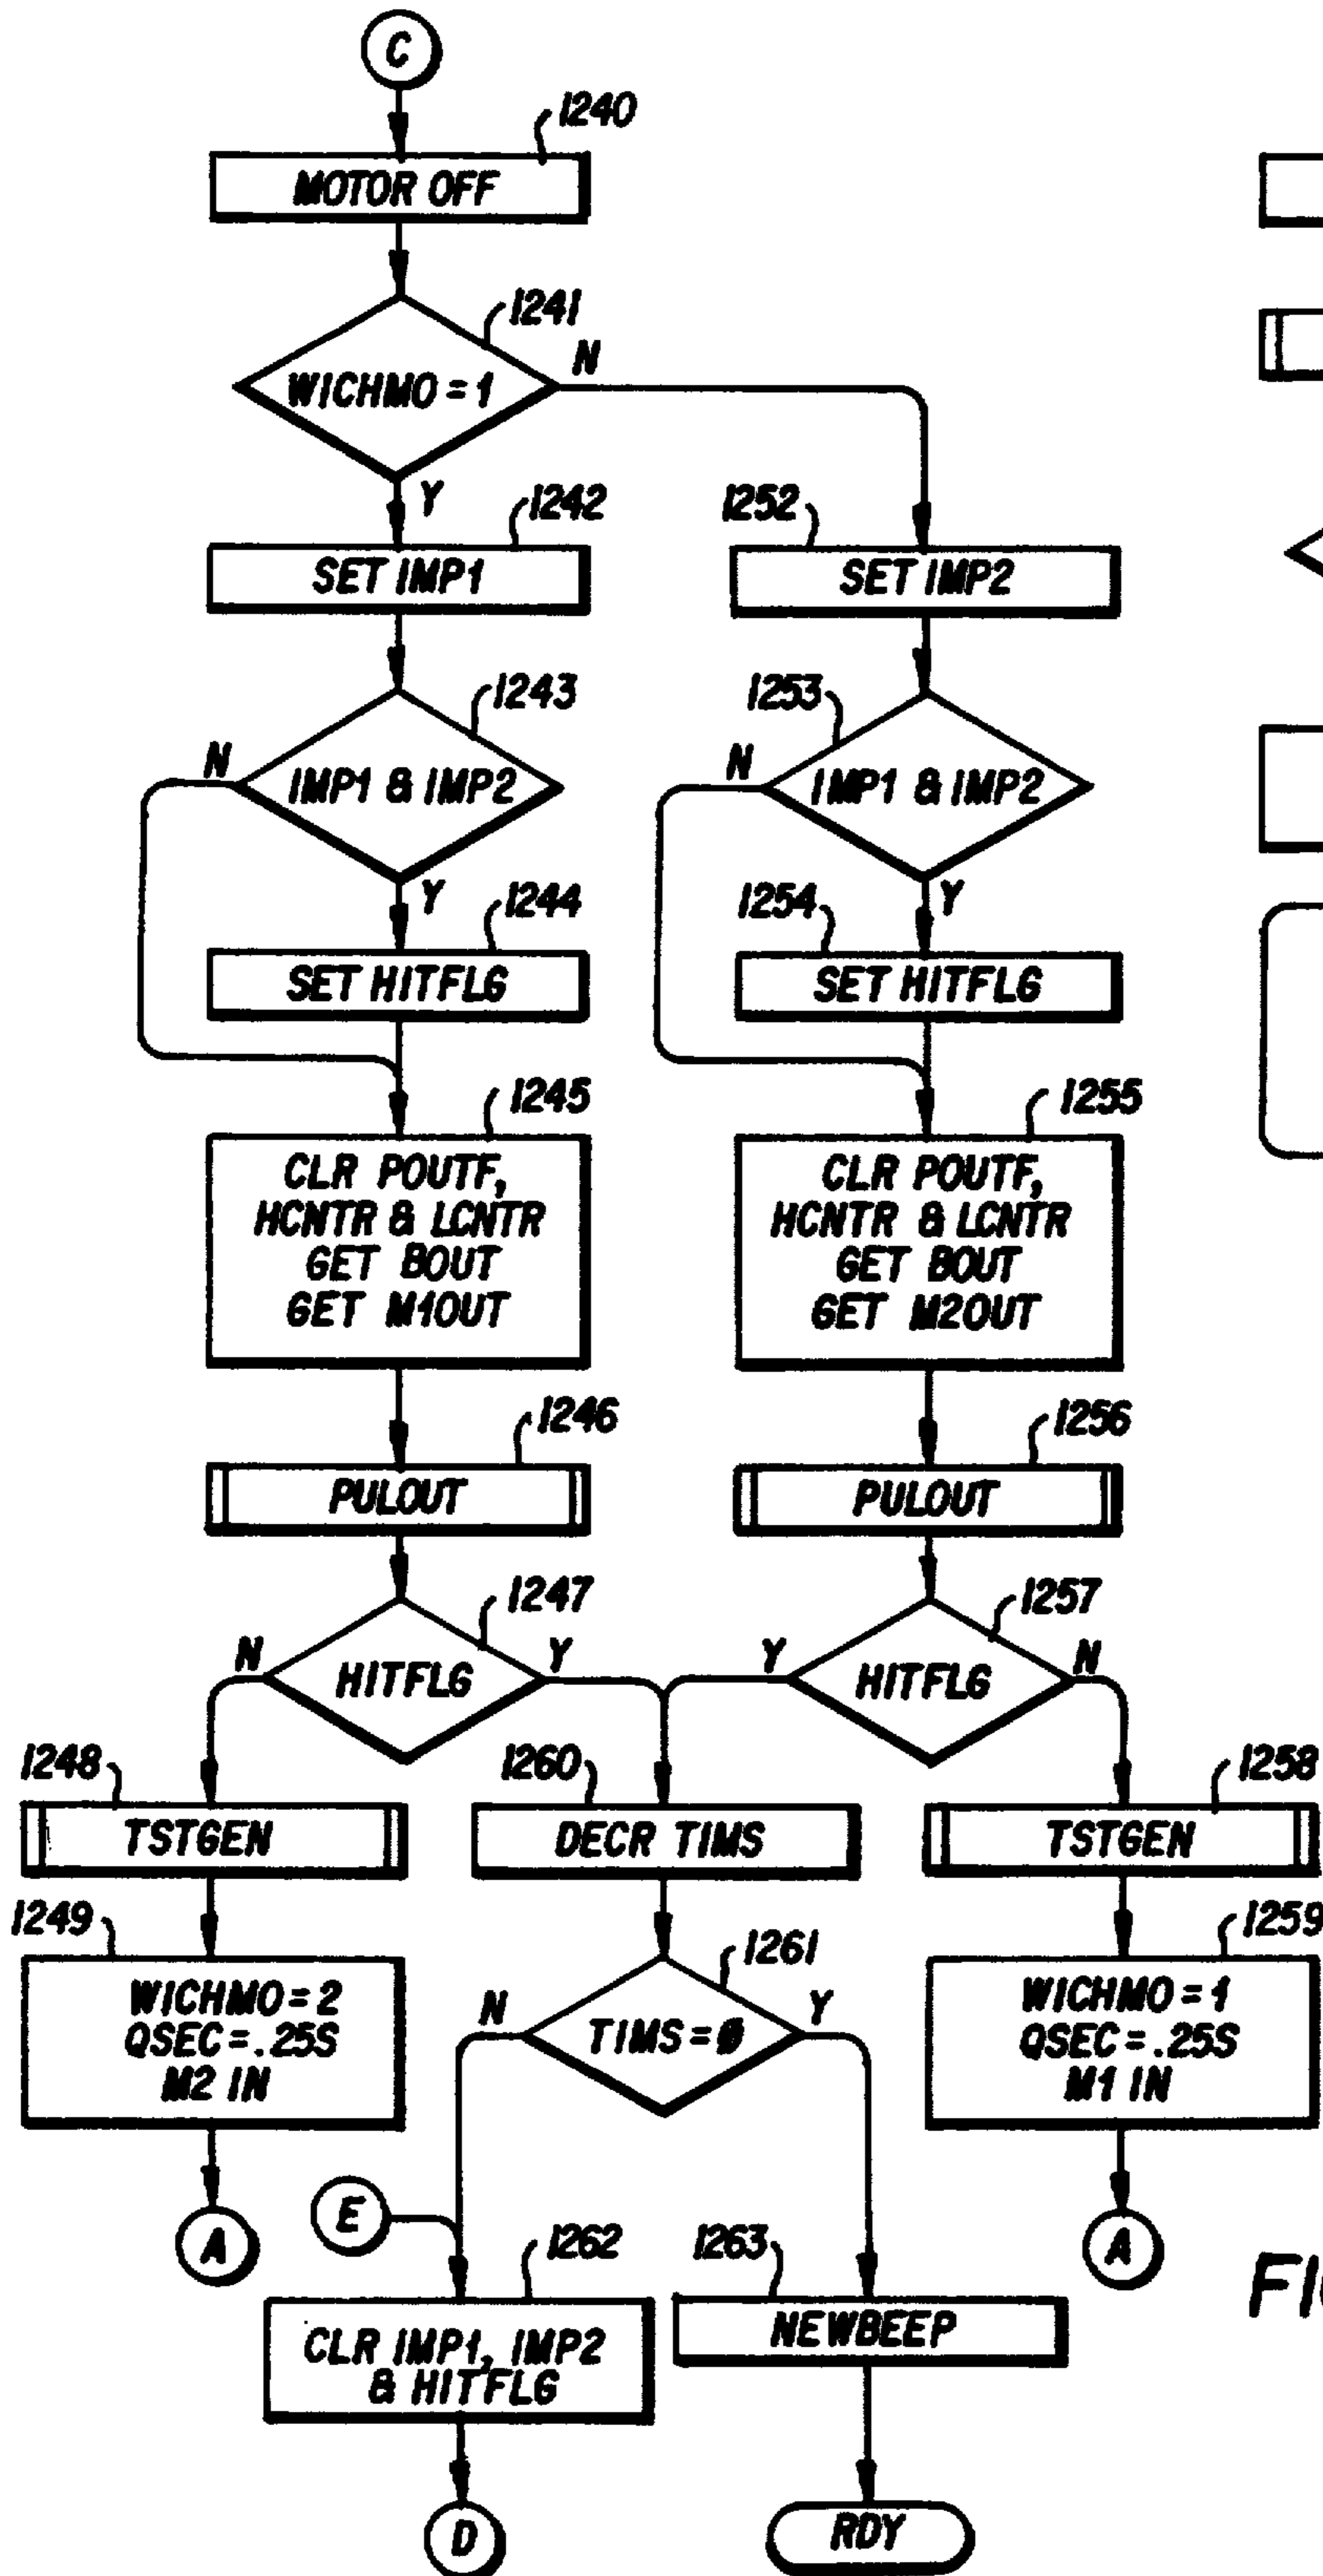 C
1240
MOTOR OFF
1241
WICHMO = 1
N
Y
1242
SET IMP1
1252
SET IMP2
1243
N
IMP1 & IMP2
Y
1253
N
IMP1 & IMP2
Y
1244
SET HITFLG
1254
SET HITFLG
1245
CLR POUTF,
HCNTR & LCNTR
GET BOUT
GET M1OUT
1255
CLR POUTF,
HCNTR & LCNTR
GET BOUT
GET M2OUT
1246
PULOUT
1256
PULOUT
1247
N
HITFLG
Y
1257
Y
HITFLG
N
1248
TSTGEN
1260
DECR TIMS
1258
TSTGEN
1249
WICHMO = 2
QSEC = .25S
M2 IN
1261
N
TIMS = Ø
Y
1259
WICHMO = 1
QSEC = .25S
M1 IN
A
E
A
1262
CLR IMP1, IMP2
& HITFLG
1263
NEWBEEP
D
RDY